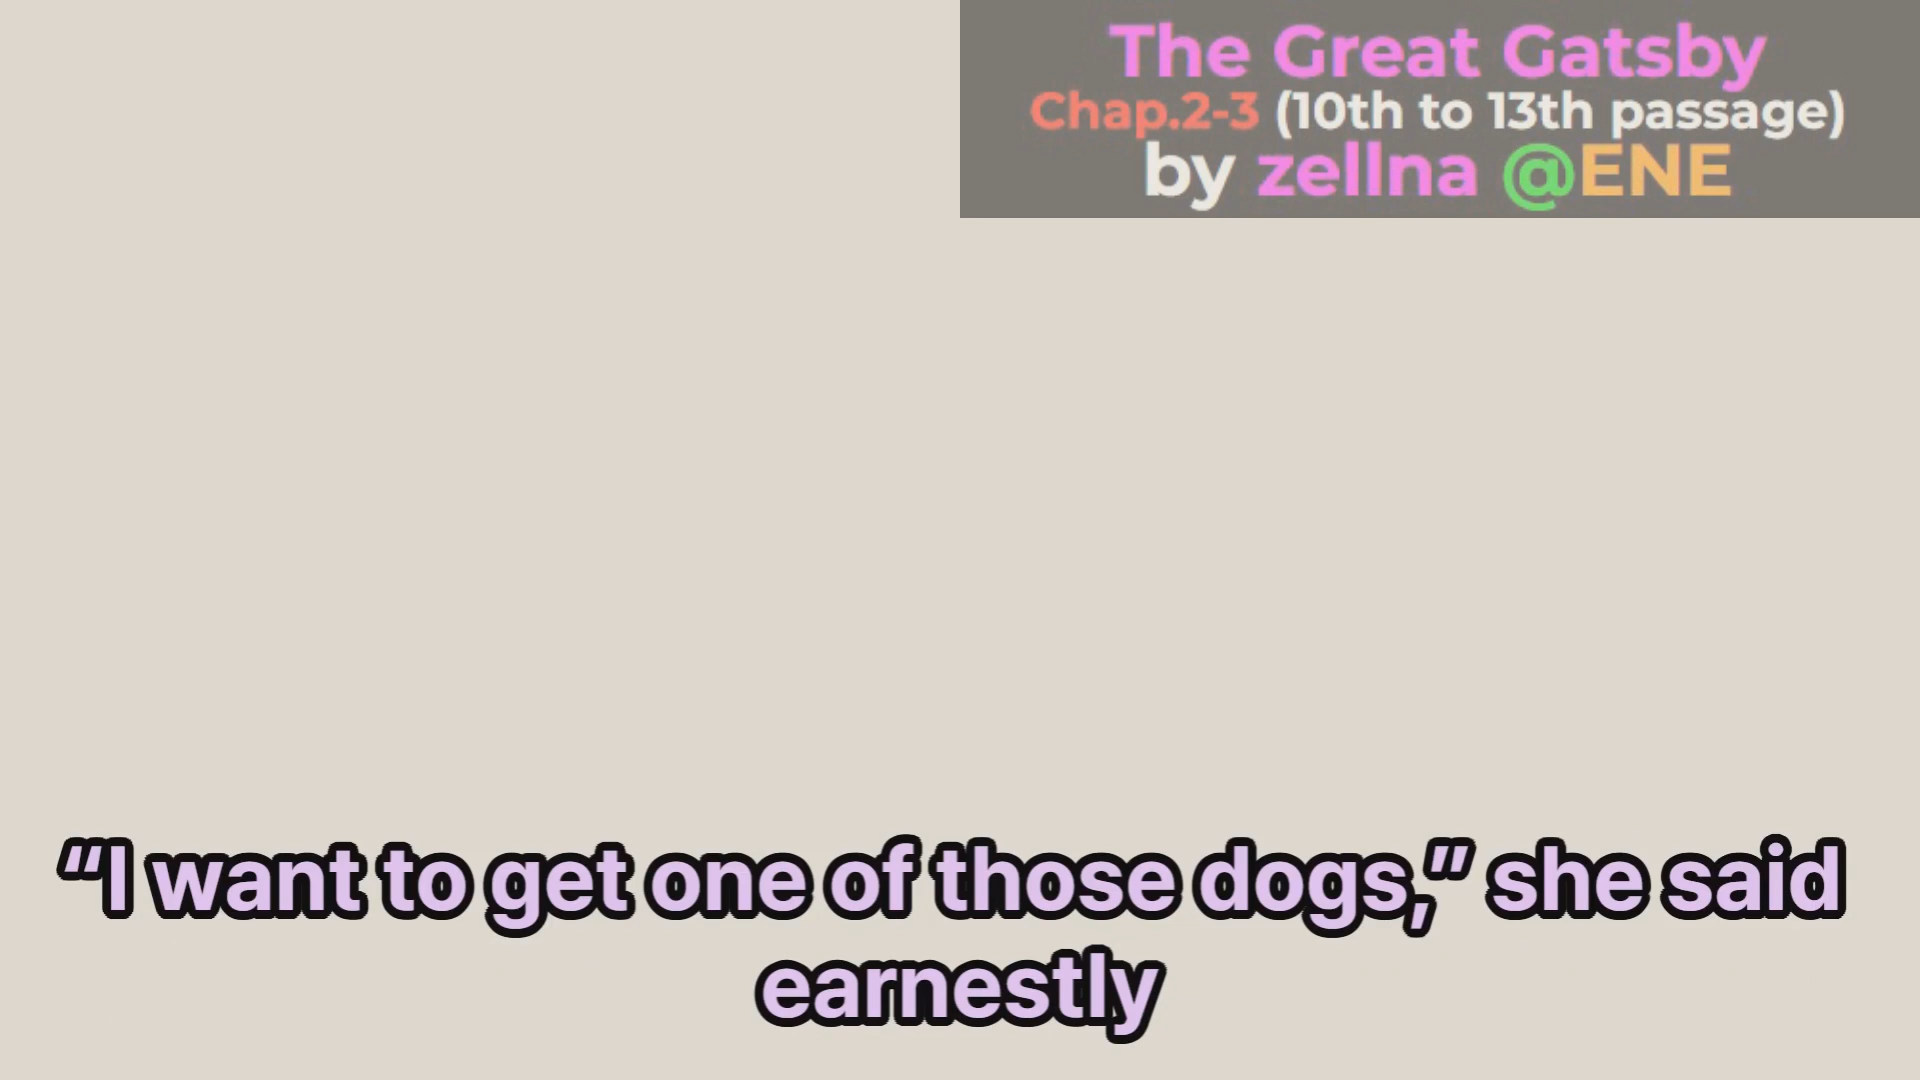 The Great Gatsby
Chap.2-3 (10th to 13th passage)
by zellna @ENE
“I want to get one of those dogs,” she said
earnestly